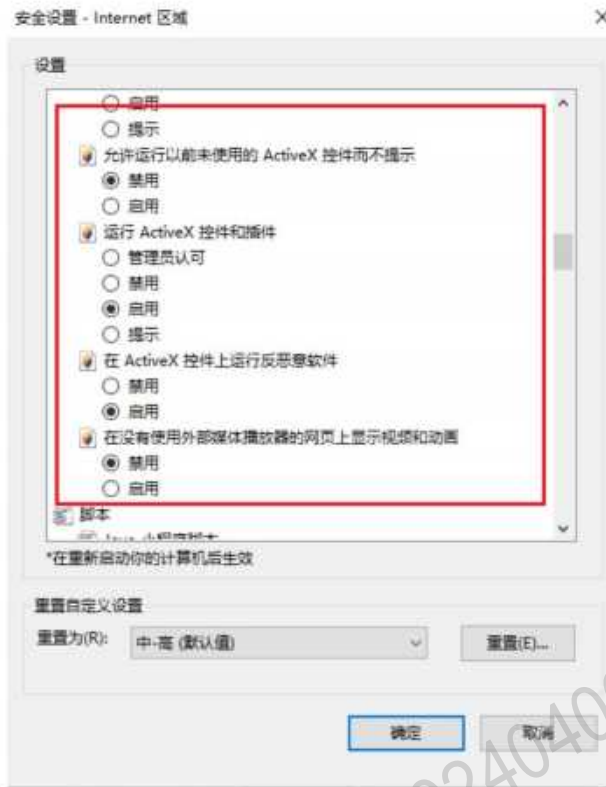 安全设置 - Internet 区域
设置
启用
提示
允许运行以前未使用的 ActiveX 控件而不提示
禁用
启用
运行 ActiveX 控件和插件
管理员认可
禁用
启用
提示
在 ActiveX 控件上运行反恶意软件
禁用
启用
在没有使用外部媒体播放器的网页上显示视频和动画
禁用
启用
脚本
*在重新启动你的计算机后生效
重置自定义设置
重置为(R): 中-高 (默认值) 重置(E)...
确定 取消